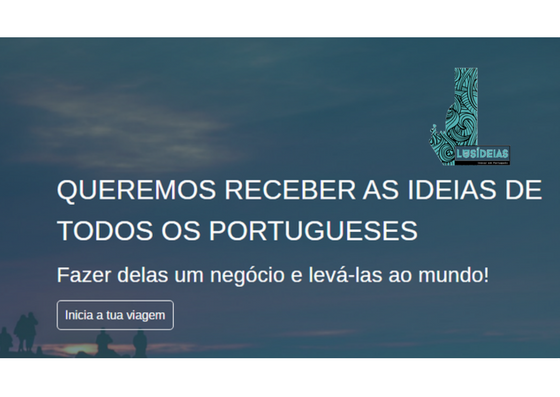 LUSÍDEIAS
QUEREMOS RECEBER AS IDEIAS DE
TODOS OS PORTUGUESES
Fazer delas um negócio e levá-las ao mundo!
Inicia a tua viagem